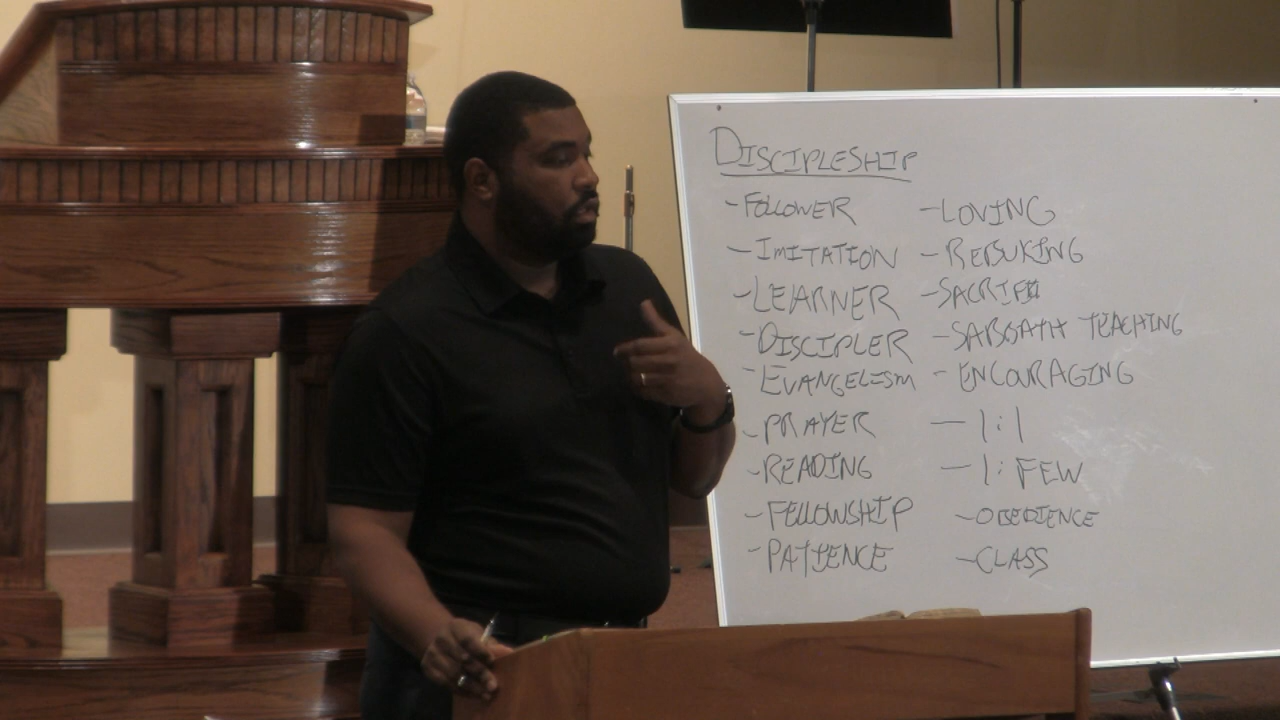 DISCIPLESHIP
- FOLLOWER
- IMITATION
- LEARNER
- DISCIPLER
- EVANGELISM
- PRAYER
- READING
- FELLOWSHIP
- PATIENCE
- LOVING
- REBUKING
-
- SABBATH TEACHING
- ENCOURAGING
- 1:1
- 1: FEW
- OBEDIENCE
- CLASS